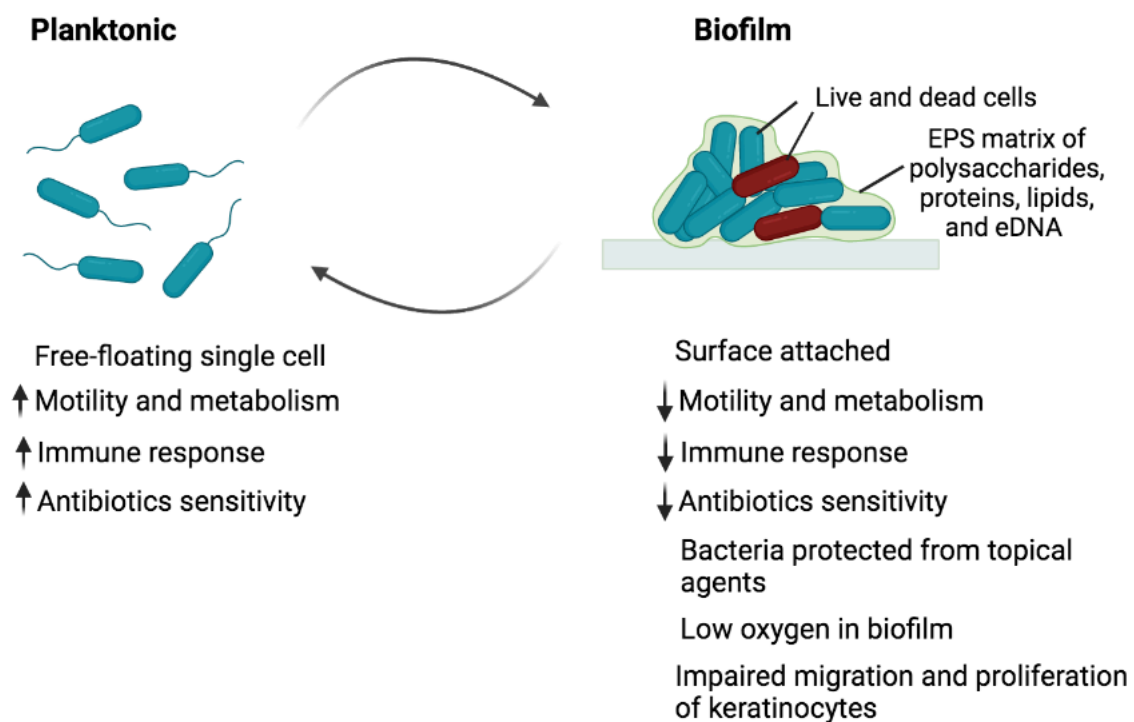 Planktonic
Biofilm
Live and dead cells
EPS matrix of
polysaccharides,
proteins, lipids,
and eDNA
Free-floating single cell
Motility and metabolism
Immune response
Antibiotics sensitivity
Surface attached
Motility and metabolism
Immune response
Antibiotics sensitivity
Bacteria protected from topical
agents
Low oxygen in biofilm
Impaired migration and proliferation
of keratinocytes